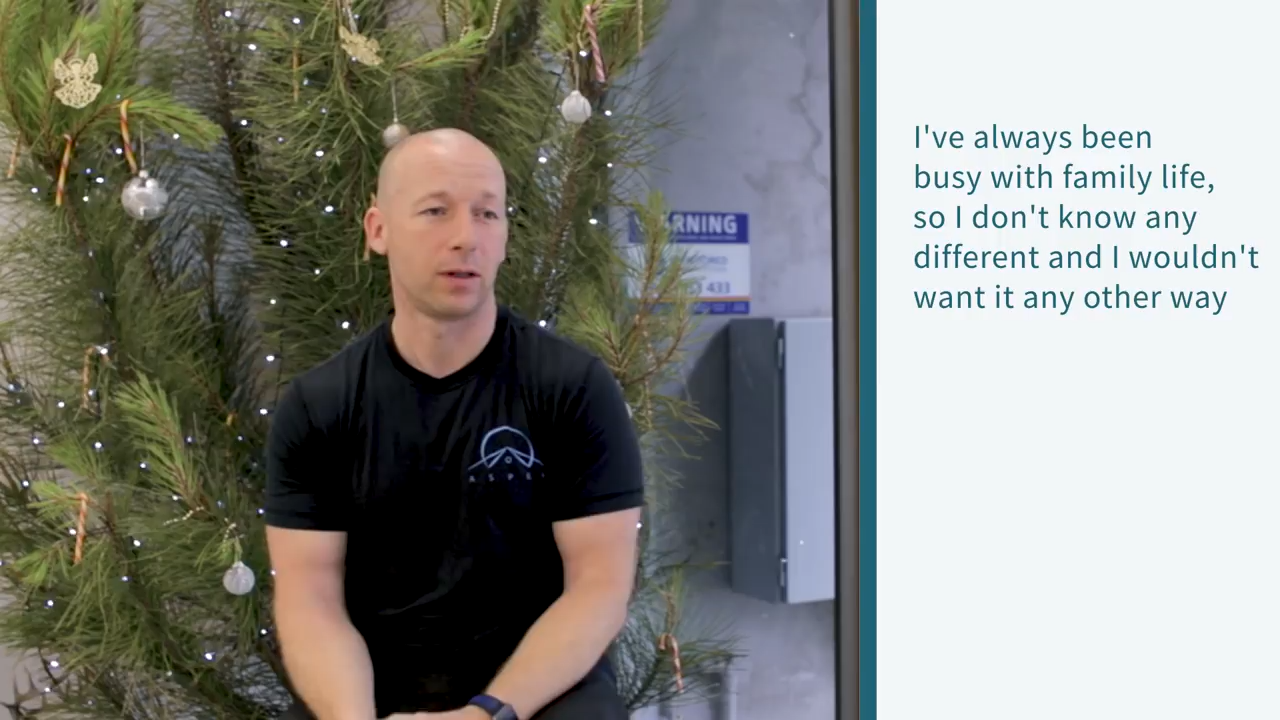 I've always been
busy with family life,
so I don't know any
different and I wouldn't
want it any other way
433